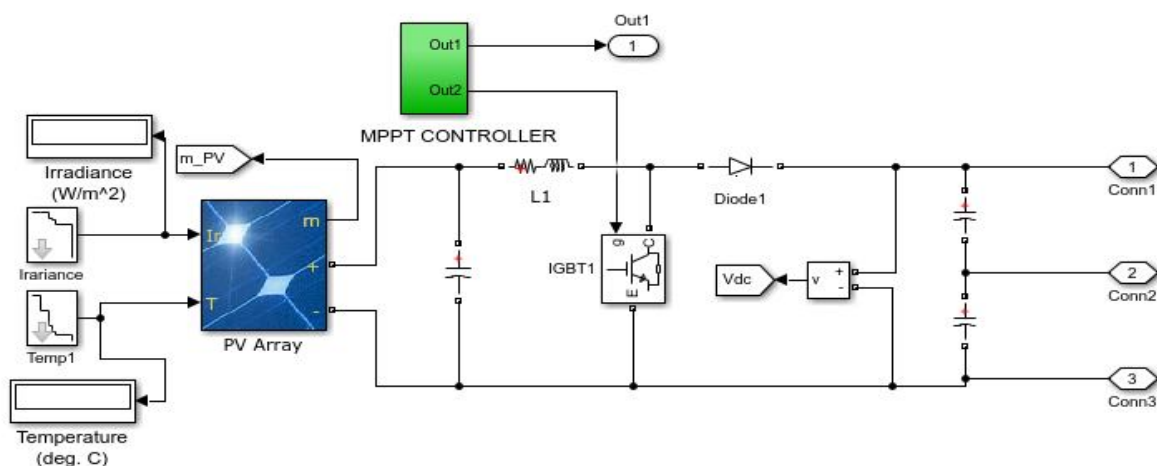 Out1
1
Out1
Out2
MPPT CONTROLLER
Irradiance
(W/m^2)
m_PV
L1
Diode1
1
Conn1
Irariance
Ir
m
+
T
-
PV Array
g
C
E
IGBT1
Vdc
v
+
-
2
Conn2
Temp1
Temperature
(deg. C)
3
Conn3